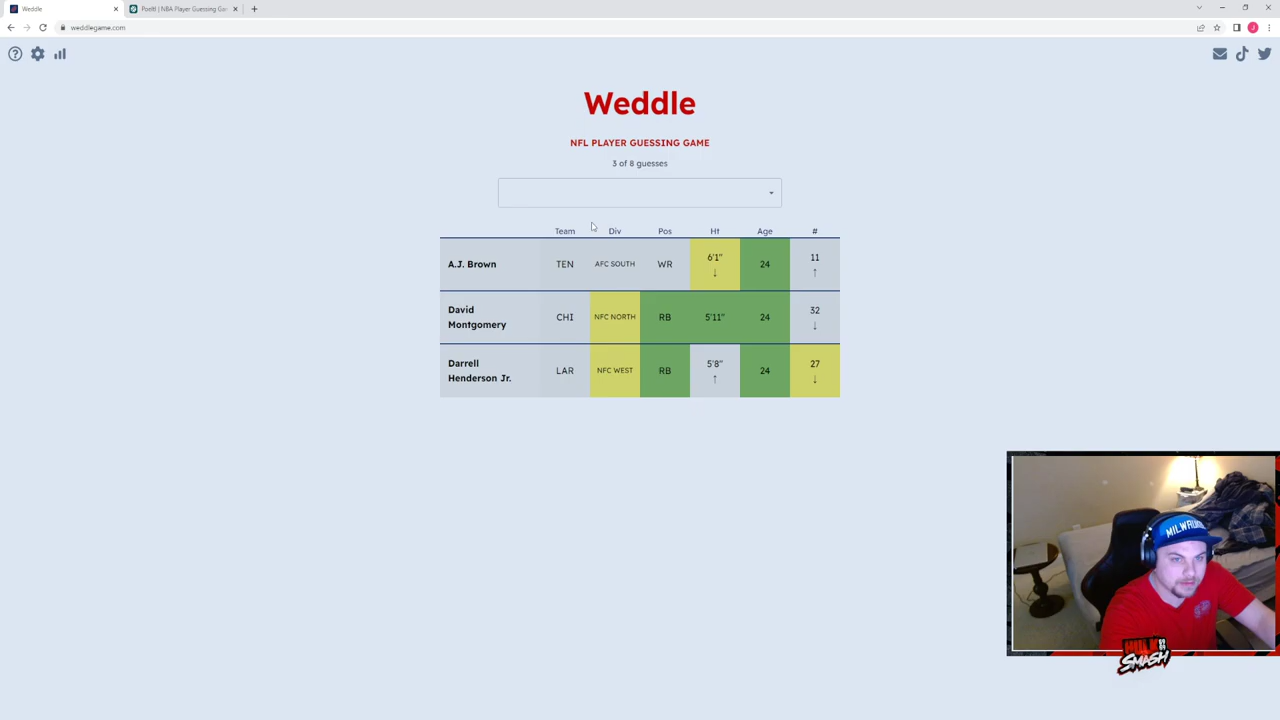 Weddle
Poeltl | NBA Player Guessing Ga
weddlegame.com
J
Weddle
NFL PLAYER GUESSING GAME
3 of 8 guesses
Team Div Pos Ht Age #
A.J. Brown TEN AFC SOUTH WR 6'1" ↓ 24 11 ↑
David
Montgomery CHI NFC NORTH RB 5'11" 24 32 ↓
Darrell
Henderson Jr. LAR NFC WEST RB 5'8" ↑ 24 27 ↓
MILWAUKEE
HULK
SMASH